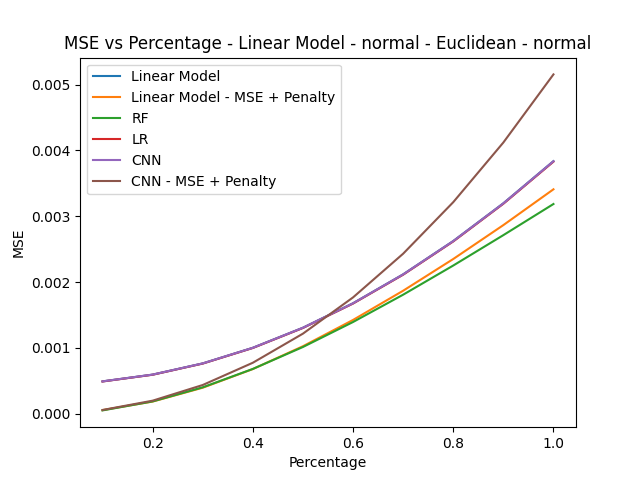 MSE vs Percentage - Linear Model - normal - Euclidean - normal
Linear Model
Linear Model - MSE + Penalty
RF
LR
CNN
CNN - MSE + Penalty
MSE
0.005
0.004
0.003
0.002
0.001
0.000
0.2
0.4
0.6
0.8
1.0
Percentage